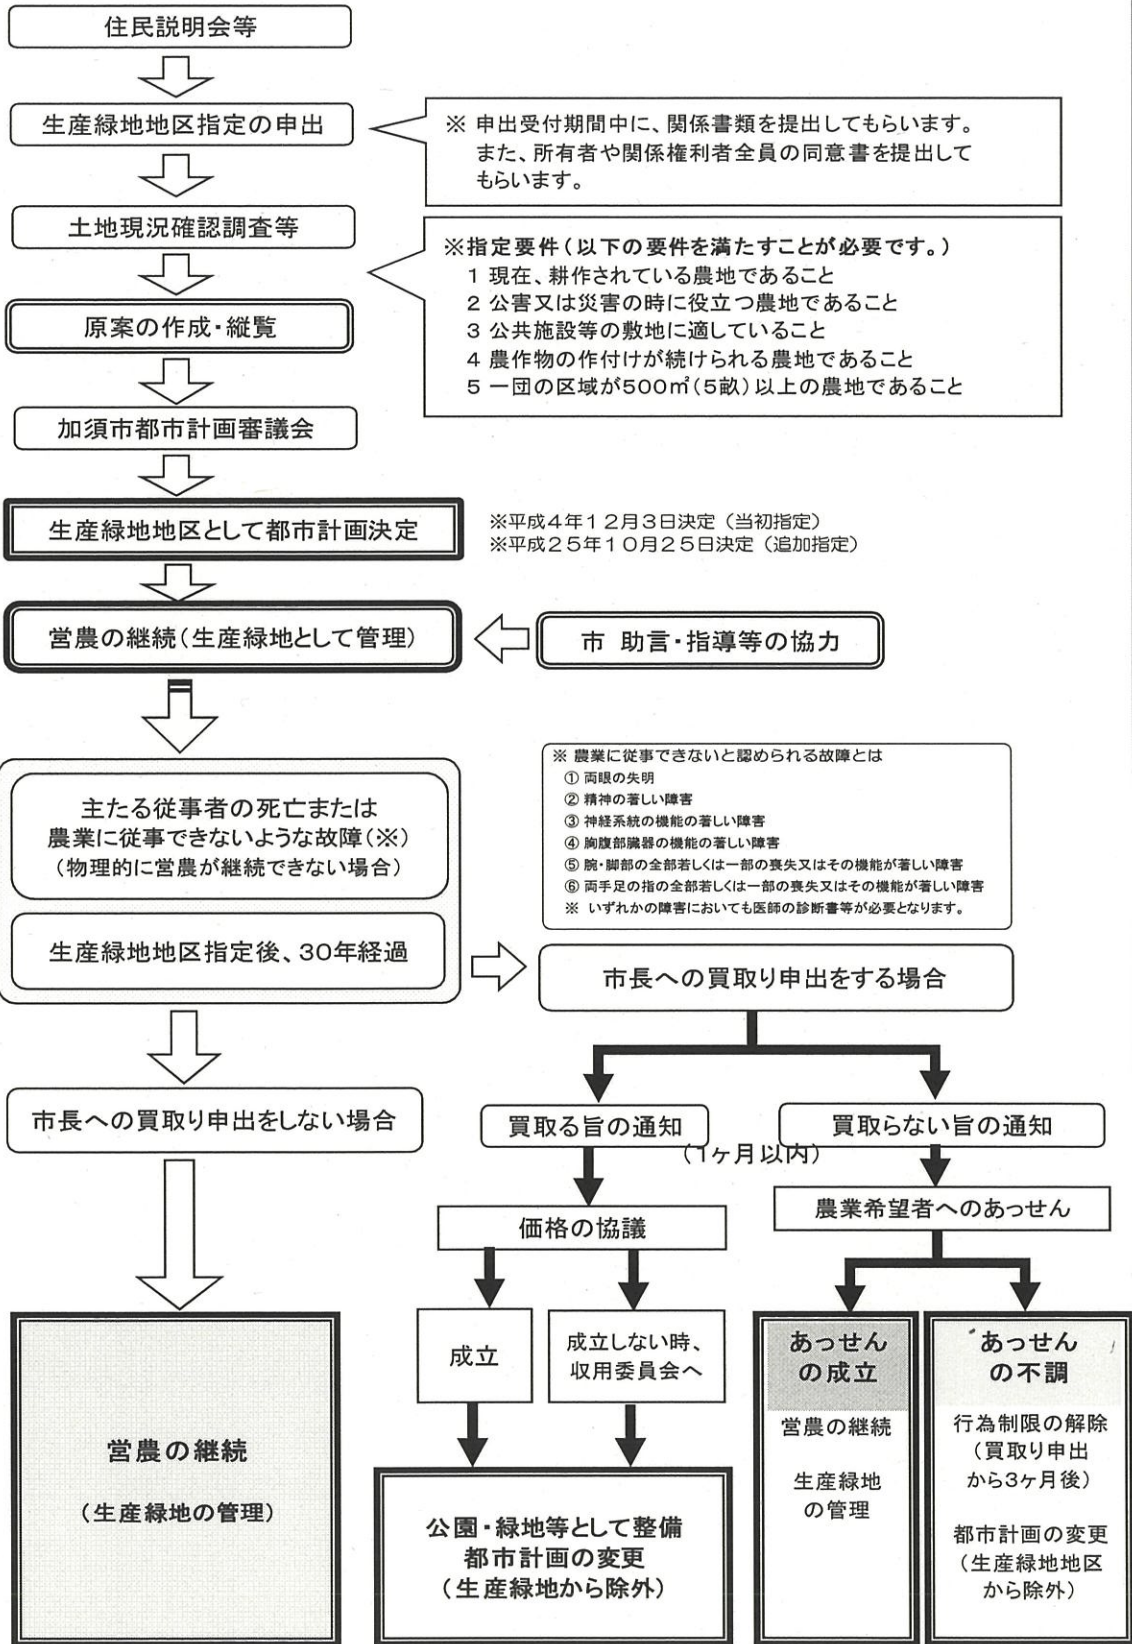 住民説明会等
生産緑地地区指定の申出
※ 申出受付期間中に、関係書類を提出してもらいます。
また、所有者や関係権利者全員の同意書を提出して
もらいます。
土地現況確認調査等
※指定要件(以下の要件を満たすことが必要です。)
1 現在、耕作されている農地であること
2 公害又は災害の時に役立つ農地であること
3 公共施設等の敷地に適していること
4 農作物の作付けが続けられる農地であること
5 一団の区域が500㎡(5畝)以上の農地であること
原案の作成・縦覧
加須市都市計画審議会
生産緑地地区として都市計画決定
※平成4年12月3日決定（当初指定）
※平成25年10月25日決定（追加指定）
営農の継続(生産緑地として管理)
市 助言・指導等の協力
主たる従事者の死亡または
農業に従事できないような故障(※)
(物理的に営農が継続できない場合)
生産緑地地区指定後、30年経過
※ 農業に従事できないと認められる故障とは
① 両眼の失明
② 精神の著しい障害
③ 神経系統の機能の著しい障害
④ 胸腹部臓器の機能の著しい障害
⑤ 腕・脚部の全部若しくは一部の喪失又はその機能が著しい障害
⑥ 両手足の指の全部若しくは一部の喪失又はその機能が著しい障害
※ いずれかの障害においても医師の診断書等が必要となります。
市長への買取り申出をする場合
市長への買取り申出をしない場合
買取る旨の通知
買取らない旨の通知
(1ヶ月以内)
価格の協議
農業希望者へのあっせん
成立
成立しない時、
収用委員会へ
営農の継続
(生産緑地の管理)
公園・緑地等として整備
都市計画の変更
(生産緑地から除外)
あっせん
の成立
営農の継続
生産緑地
の管理
あっせん
の不調
行為制限の解除
(買取り申出
から3ヶ月後)
都市計画の変更
(生産緑地地区
から除外)